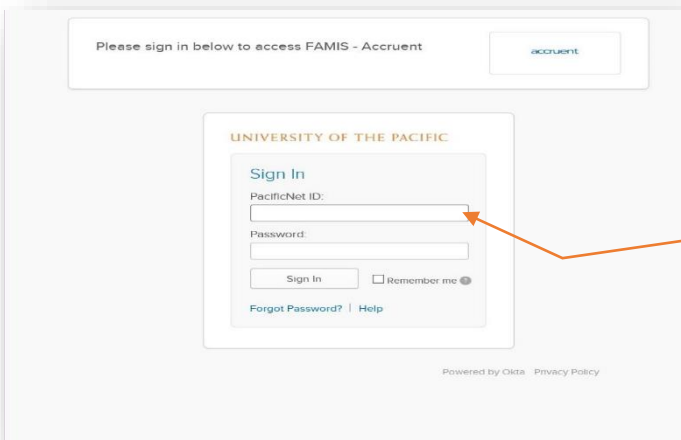 Please sign in below to access FAMIS - Accruent
accruent
UNIVERSITY OF THE PACIFIC
Sign In
PacificNet ID:
Password:
Sign In Remember me ?
Forgot Password? | Help
Powered by Okta Privacy Policy